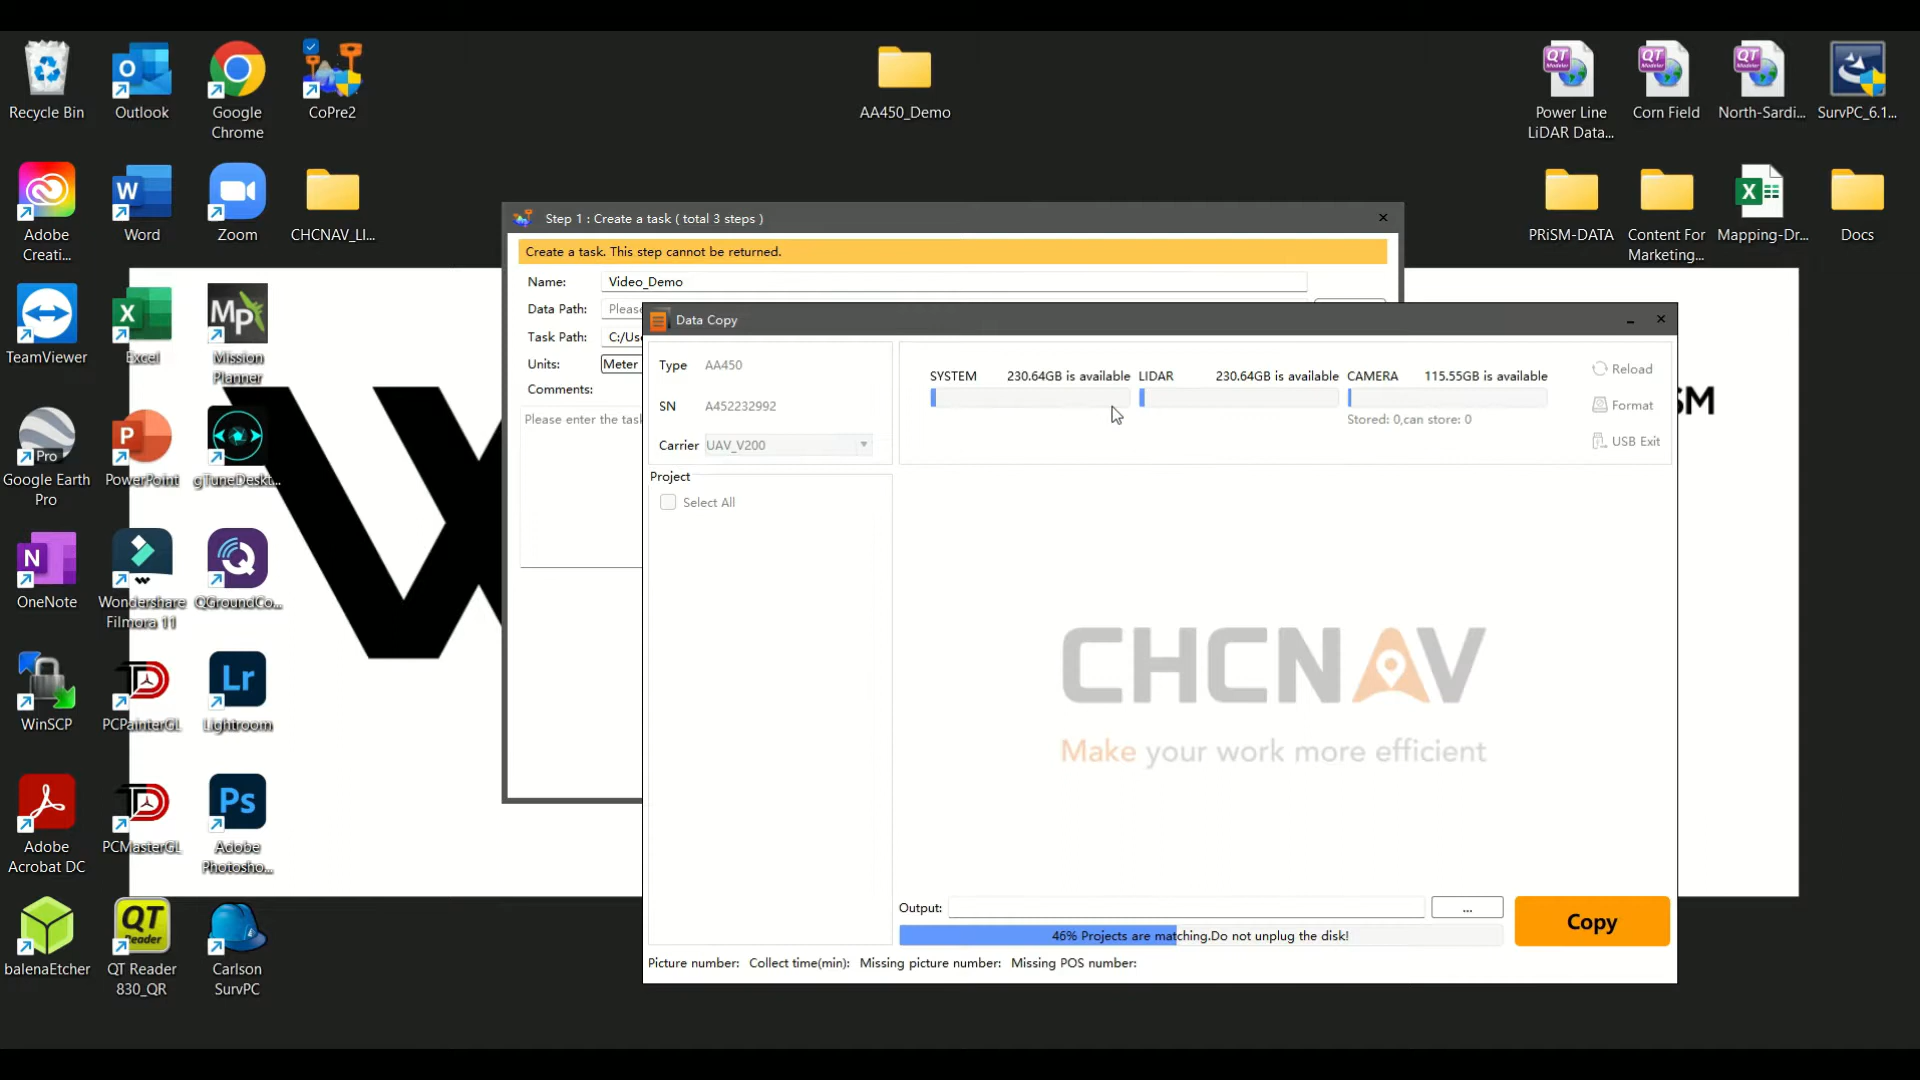 Recycle Bin
Outlook
Google
Chrome
CoPre2
AA450_Demo
Power Line
LiDAR Data...
Corn Field
North-Sardi...
SurvPC_6.1...
Adobe
Creati...
Word
Zoom
CHCNAV_LI...
PRiSM-DATA
Content For
Marketing...
Mapping-Dr...
Docs
TeamViewer
Excel
Mission
Planner
Google Earth
Pro
PowerPoint
gTuneDeskt...
OneNote
Wondershare
Filmora 11
QGroundCo...
WinSCP
PCPainterGL
Lightroom
Adobe
Acrobat DC
PCMasterGL
Adobe
Photosho...
balenaEtcher
QT Reader
830_QR
Carlson
SurvPC
Step 1 : Create a task ( total 3 steps )
Create a task. This step cannot be returned.
Name: Video_Demo
Data Path: Please
Task Path: C:/Use
Units: Meter
Comments:
Please enter the task
Data Copy
Type AA450
SN A452232992
Carrier UAV_V200
SYSTEM 230.64GB is available
LIDAR 230.64GB is available
CAMERA 115.55GB is available
Stored: 0,can store: 0
Reload
Format
USB Exit
Project
Select All
CHCNAV
Make your work more efficient
Output: ...
46% Projects are matching.Do not unplug the disk!
Copy
Picture number: Collect time(min): Missing picture number: Missing POS number:
SM